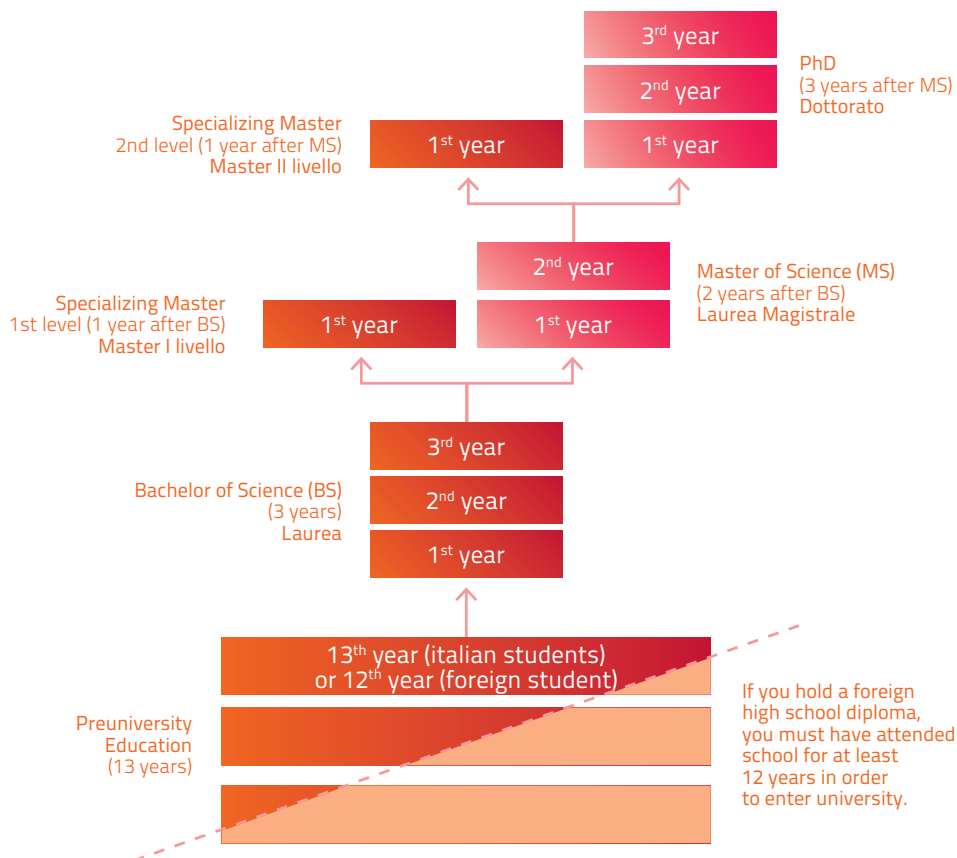 3rd year
2nd year
1st year
PhD
(3 years after MS)
Dottorato
Specializing Master
2nd level (1 year after MS)
Master II livello
1st year
2nd year
1st year
Master of Science (MS)
(2 years after BS)
Laurea Magistrale
Specializing Master
1st level (1 year after BS)
Master I livello
1st year
3rd year
2nd year
1st year
Bachelor of Science (BS)
(3 years)
Laurea
13th year (italian students)
or 12th year (foreign student)
Preuniversity
Education
(13 years)
If you hold a foreign
high school diploma,
you must have attended
school for at least
12 years in order
to enter university.